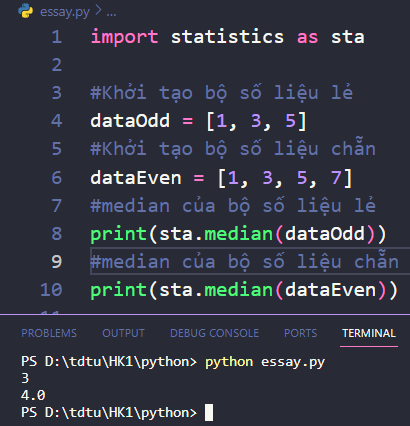 essay.py > ...
1 import statistics as sta
2
3 #Khởi tạo bộ số liệu lẻ
4 dataOdd = [1, 3, 5]
5 #Khởi tạo bộ số liệu chẵn
6 dataEven = [1, 3, 5, 7]
7 #median của bộ số liệu lẻ
8 print(sta.median(dataOdd))
9 #median của bộ số liệu chẵn
10 print(sta.median(dataEven))
PROBLEMS OUTPUT DEBUG CONSOLE PORTS TERMINAL
PS D:\tdtu\HK1\python> python essay.py
3
4.0
PS D:\tdtu\HK1\python>